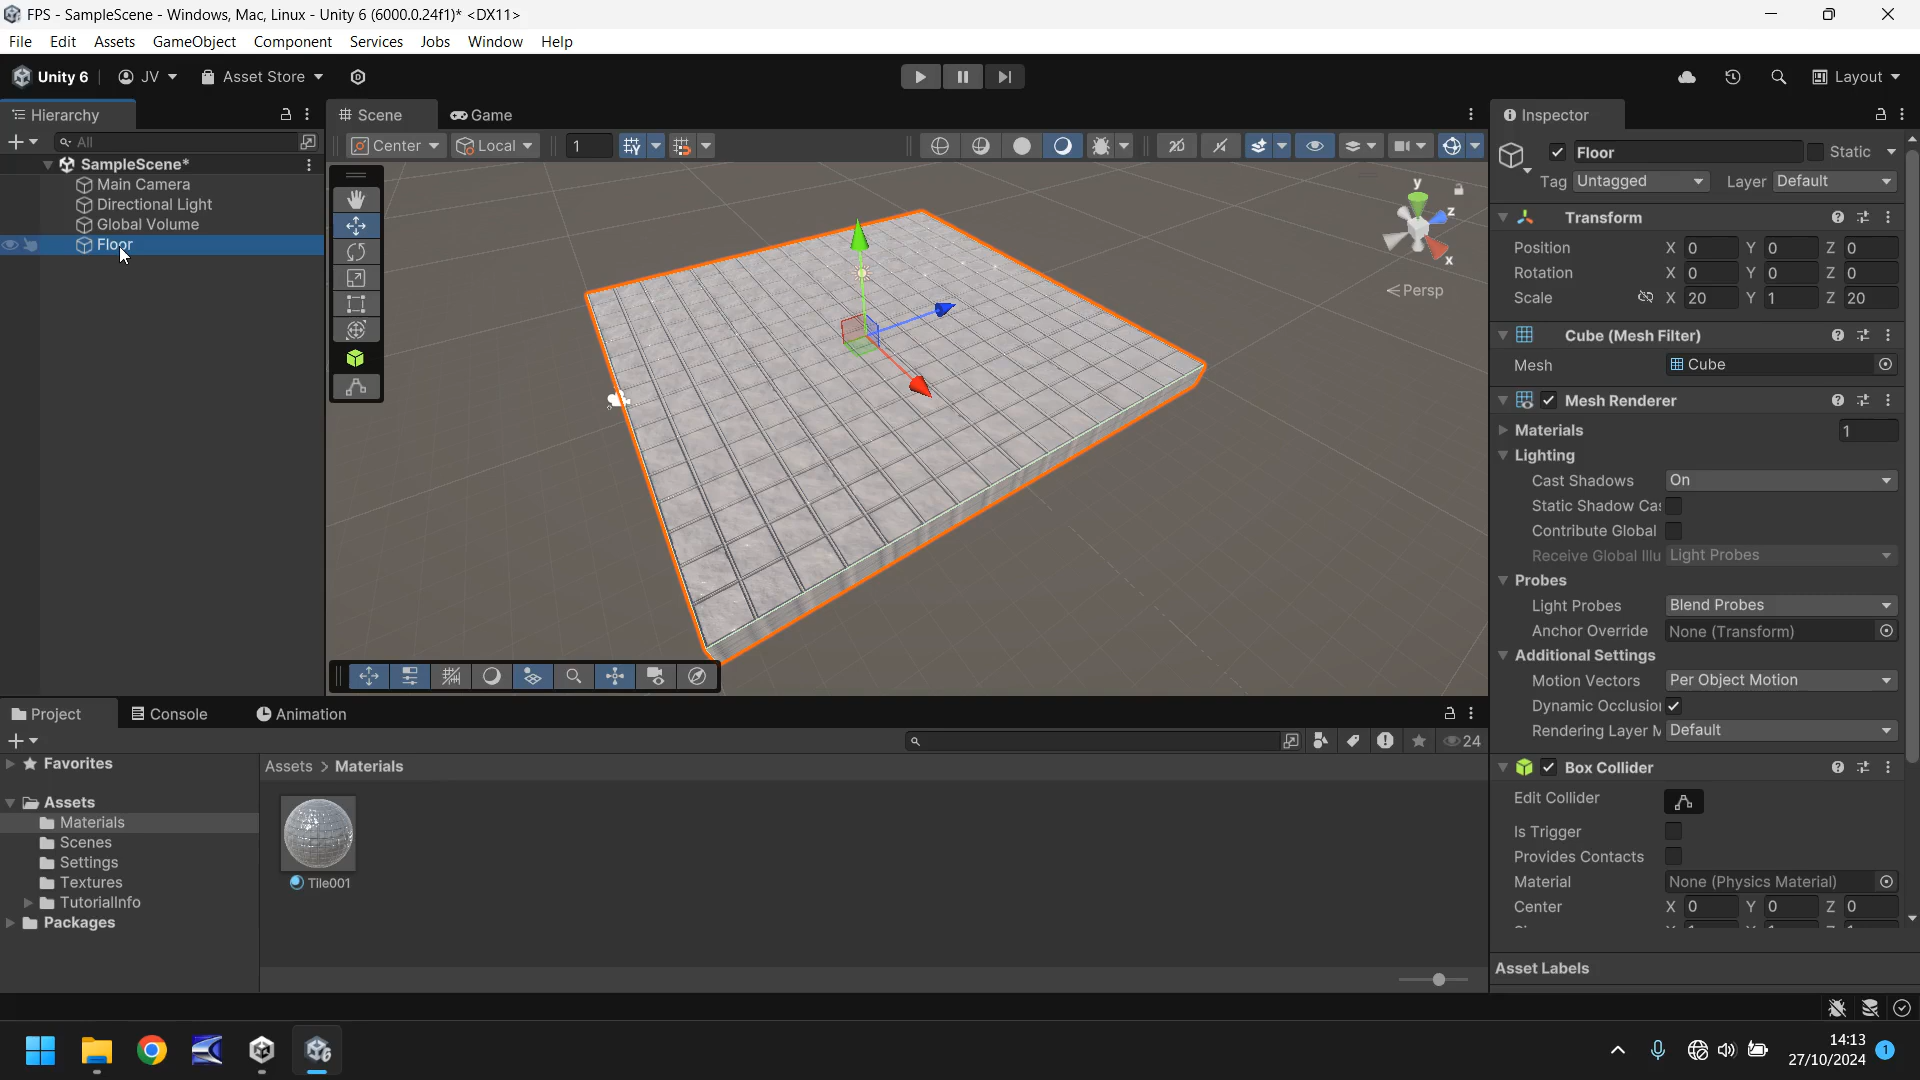 FPS - SampleScene - Windows, Mac, Linux - Unity 6 (6000.0.24f1)* <DX11>
File Edit Assets GameObject Component Services Jobs Window Help
Unity 6 JV Asset Store Layout
Hierarchy Scene Game Inspector
All Center Local 1 2D
SampleScene*
Main Camera
Directional Light
Global Volume
Floor
y
z
x
Persp
Floor Static
Tag Untagged Layer Default
Transform
Position X 0 Y 0 Z 0
Rotation X 0 Y 0 Z 0
Scale X 20 Y 1 Z 20
Cube (Mesh Filter)
Mesh Cube
Mesh Renderer
Materials 1
Lighting
Cast Shadows On
Static Shadow Cas
Contribute Global
Receive Global Illu Light Probes
Probes
Light Probes Blend Probes
Anchor Override None (Transform)
Additional Settings
Motion Vectors Per Object Motion
Dynamic Occlusion
Rendering Layer M Default
Box Collider
Edit Collider
Is Trigger
Provides Contacts
Material None (Physics Material)
Center X 0 Y 0 Z 0
Asset Labels
Project Console Animation
24
Favorites
Assets > Materials
Assets
Materials
Scenes
Settings
Textures
TutorialInfo
Packages
Tile001
14:13
27/10/2024
1